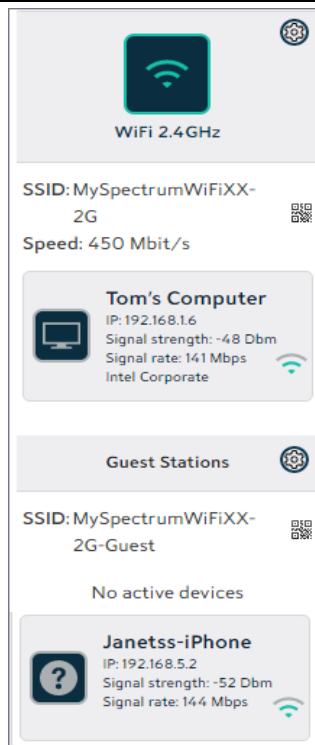 WiFi 2.4GHz
SSID: MySpectrumWiFiXX-
2G
Speed: 450 Mbit/s
Tom's Computer
IP: 192.168.1.6
Signal strength: -48 Dbm
Signal rate: 141 Mbps
Intel Corporate
Guest Stations
SSID: MySpectrumWiFiXX-
2G-Guest
No active devices
Janetss-iPhone
IP: 192.168.5.2
Signal strength: -52 Dbm
Signal rate: 144 Mbps